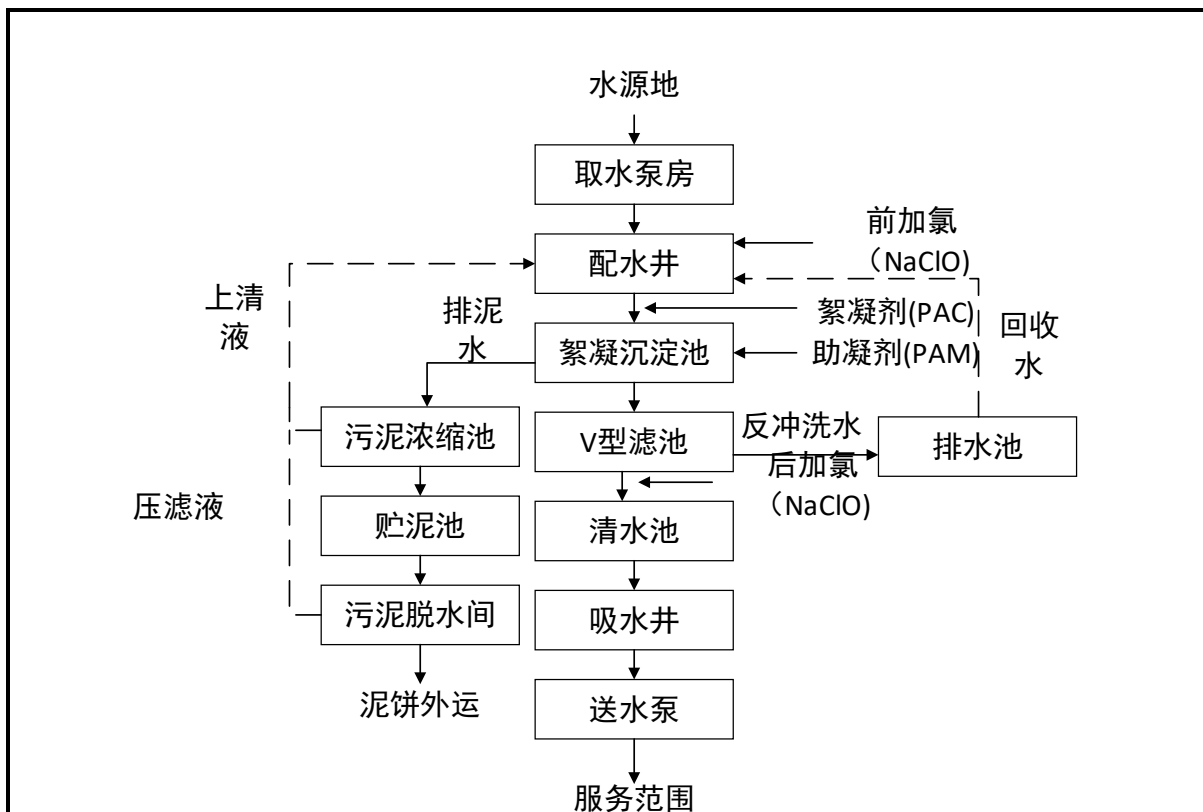 水源地
取水泵房
前加氯
（NaClO)
配水井
上清
液
排泥
水
絮凝剂(PAC)
助凝剂(PAM)
回收
水
絮凝沉淀池
污泥浓缩池
V型滤池
反冲洗水
排水池
后加氯
（NaClO)
压滤液
贮泥池
清水池
污泥脱水间
吸水井
泥饼外运
送水泵
服务范围